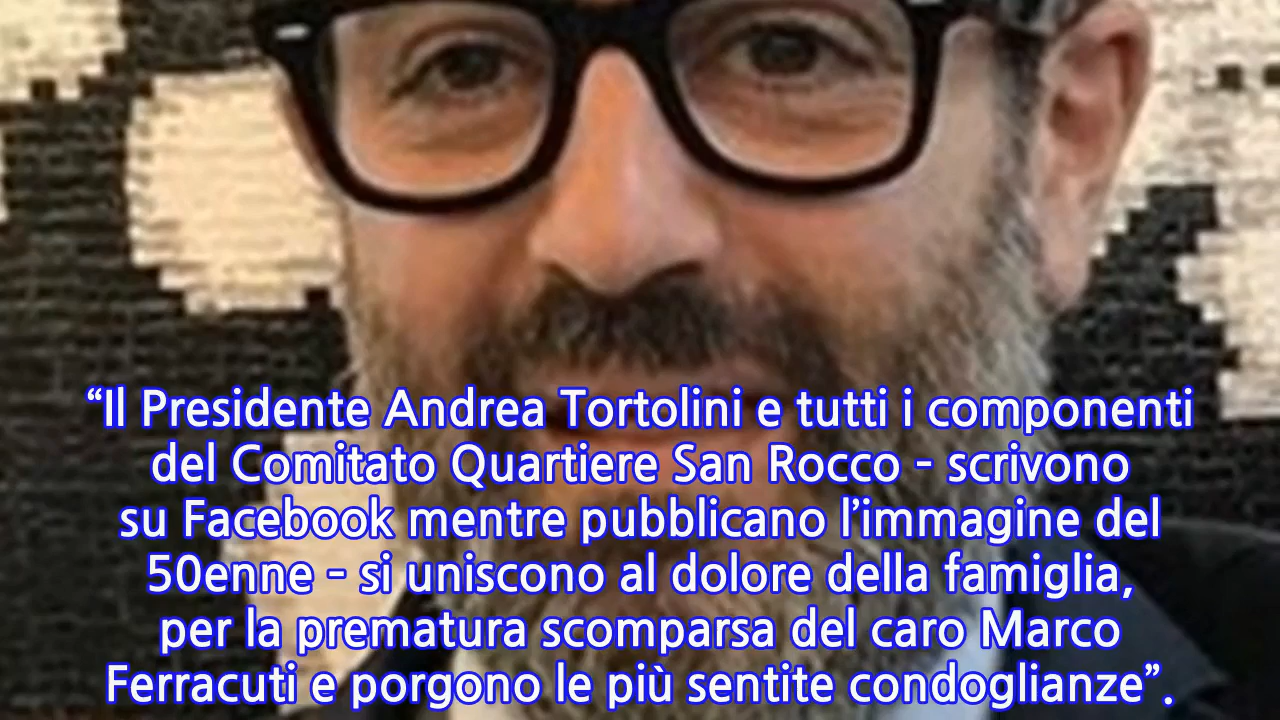 “Il Presidente Andrea Tortolini e tutti i componenti
del Comitato Quartiere San Rocco - scrivono
su Facebook mentre pubblicano l’immagine del
50enne - si uniscono al dolore della famiglia,
per la prematura scomparsa del caro Marco
Ferracuti e porgono le più sentite condoglianze”.